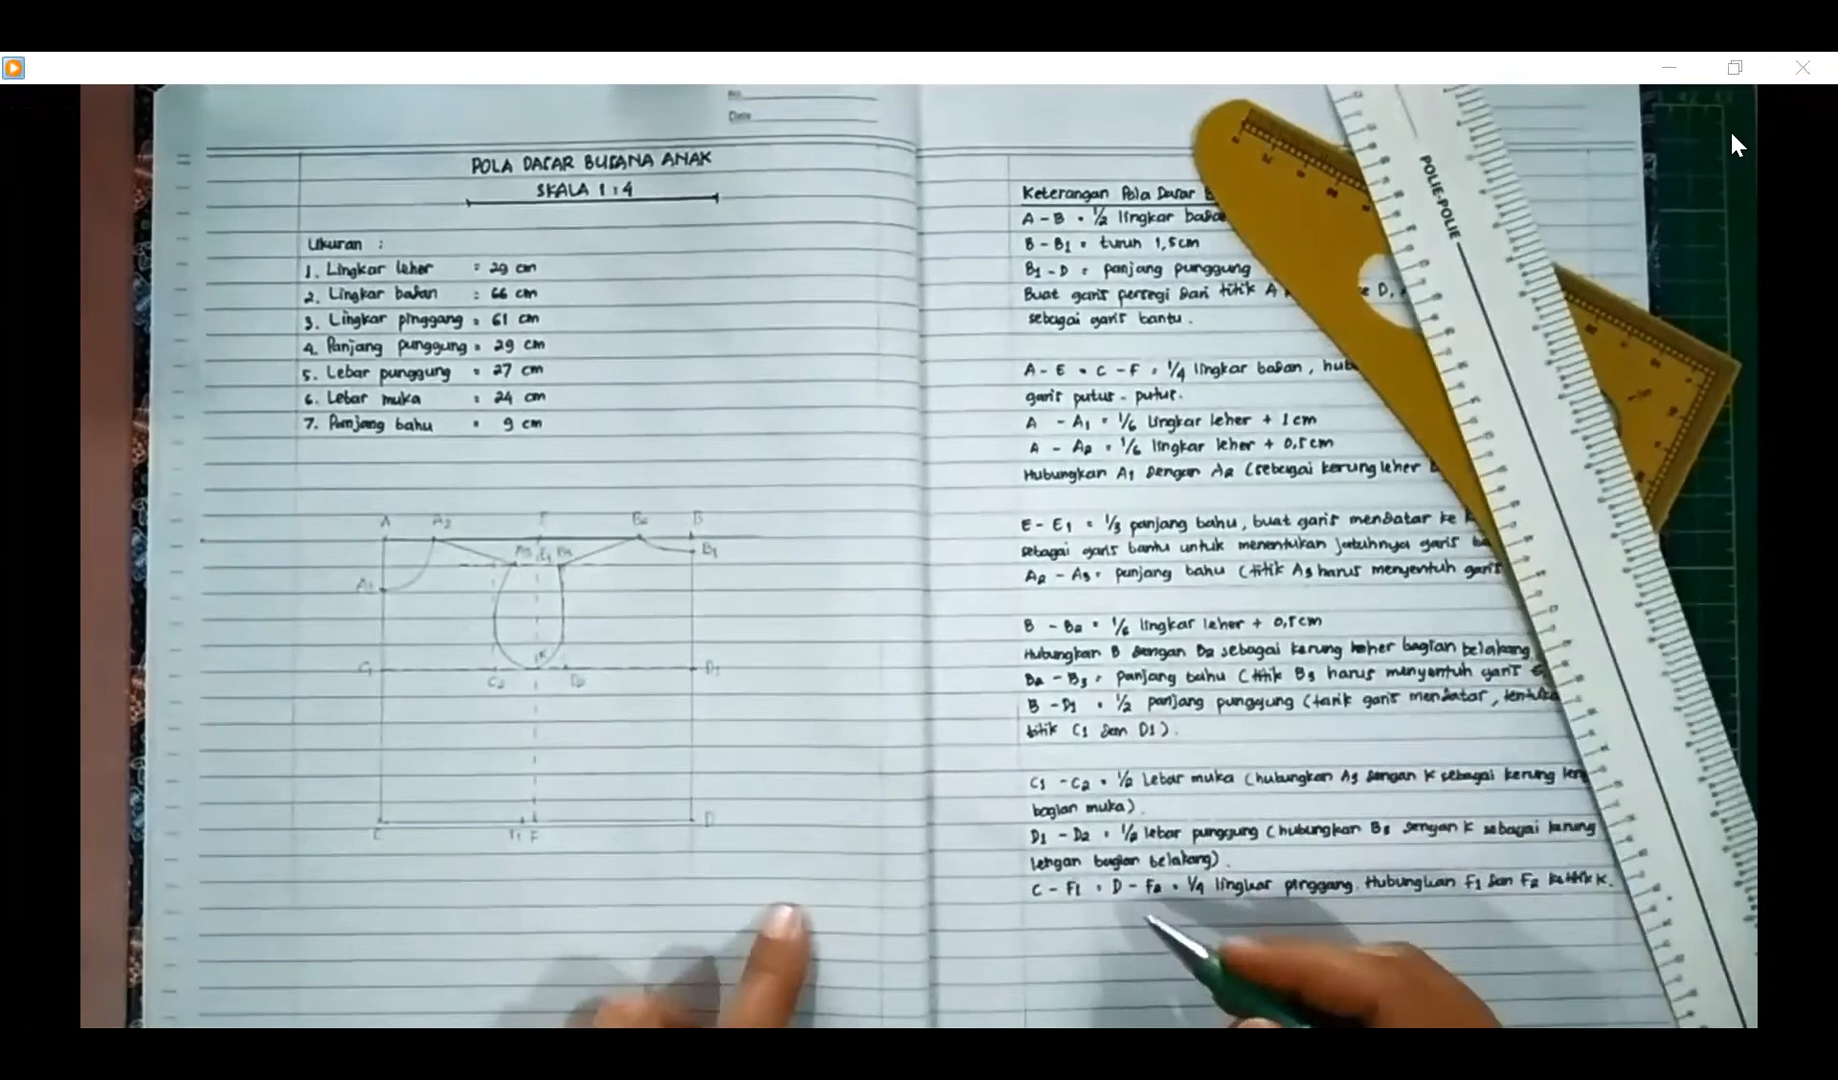 No
Date
POLA DASAR BUSANA ANAK
SKALA 1 : 4
Ukuran :
1. Lingkar leher = 29 cm
2. Lingkar badan = 66 cm
3. Lingkar pinggang = 61 cm
4. Panjang punggung = 29 cm
5. Lebar punggung = 27 cm
6. Lebar muka = 24 cm
7. Panjang bahu = 9 cm
A A2 B2 B
B1
A1
C2 D2 D1
C F1 F D
Keterangan Pola Dasar
A - B = 1/2 lingkar badan
B - B1 = turun 1,5cm
B1 - D = panjang punggung
Buat garis persegi dari titik A D,
sebagai garis bantu.
A - E = C - F = 1/4 lingkar badan,
garis putus - putus.
A - A1 = 1/6 lingkar leher + 1 cm
A - A2 = 1/6 lingkar leher + 0,5cm
Hubungkan A1 dengan A2 (sebagai kerung leher
E - E1 = 1/3 panjang bahu, buat garis mendatar ke
sebagai garis bantu untuk menentukan jatuhnya garis
A2 - A3 = panjang bahu (titik A3 harus menyentuh garis
B - B2 = 1/6 lingkar leher + 0,5cm
Hubungkan B dengan B2 sebagai kerung leher bagian belakang
B2 - B3 = panjang bahu (titik B3 harus menyentuh garis
B - D1 = 1/2 panjang punggung (tarik garis mendatar, tentukan
titik C1 dan D1).
C1 - C2 = 1/2 Lebar muka (hubungkan A3 dengan K sebagai kerung
bagian muka).
D1 - D2 = 1/2 lebar punggung (hubungkan B3 dengan K sebagai kerung
lengan bagian belakang).
C - F1 = D - F2 = 1/4 lingkar pinggang. Hubungkan F1 dan F2 ke titik K.
POLIE-POLIE